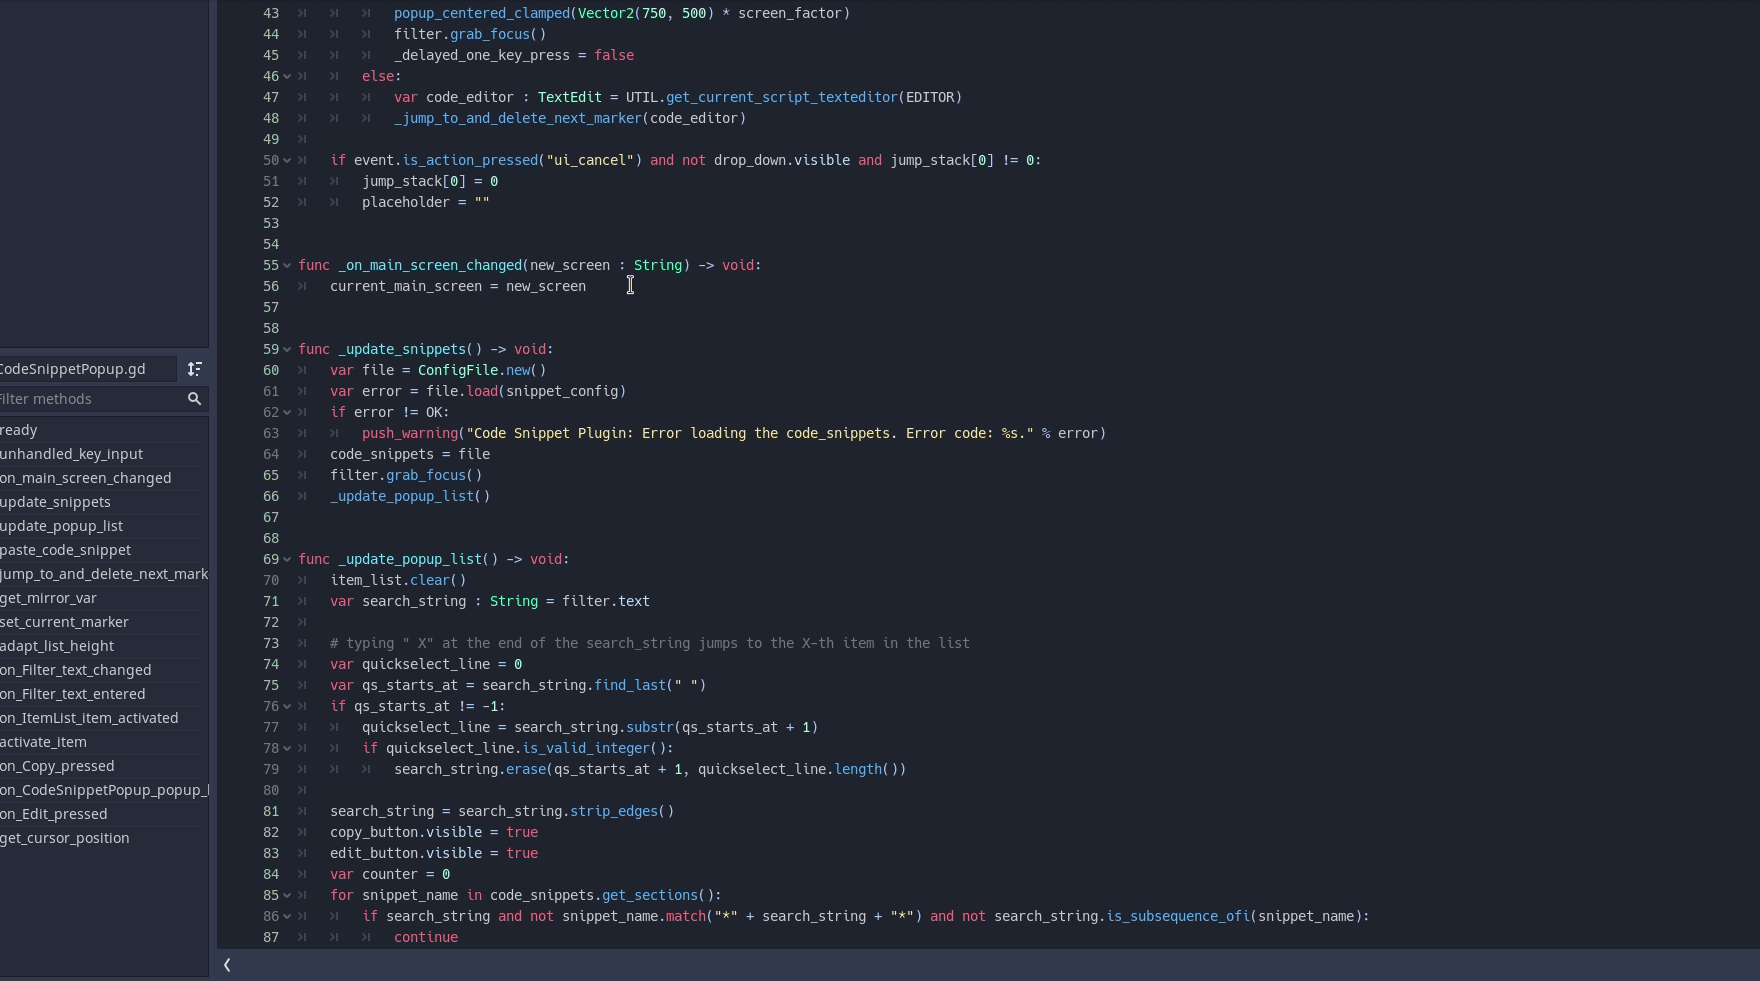 CodeSnippetPopup.gd
Filter methods
ready
unhandled_key_input
on_main_screen_changed
update_snippets
update_popup_list
paste_code_snippet
jump_to_and_delete_next_mark
get_mirror_var
set_current_marker
adapt_list_height
on_Filter_text_changed
on_Filter_text_entered
on_ItemList_item_activated
activate_item
on_Copy_pressed
on_CodeSnippetPopup_popup_
on_Edit_pressed
get_cursor_position
43 popup_centered_clamped(Vector2(750, 500) * screen_factor)
44 filter.grab_focus()
45 _delayed_one_key_press = false
46 else:
47 var code_editor : TextEdit = UTIL.get_current_script_texteditor(EDITOR)
48 _jump_to_and_delete_next_marker(code_editor)
49
50 if event.is_action_pressed("ui_cancel") and not drop_down.visible and jump_stack[0] != 0:
51 jump_stack[0] = 0
52 placeholder = ""
53
54
55 func _on_main_screen_changed(new_screen : String) -> void:
56 current_main_screen = new_screen
57
58
59 func _update_snippets() -> void:
60 var file = ConfigFile.new()
61 var error = file.load(snippet_config)
62 if error != OK:
63 push_warning("Code Snippet Plugin: Error loading the code_snippets. Error code: %s." % error)
64 code_snippets = file
65 filter.grab_focus()
66 _update_popup_list()
67
68
69 func _update_popup_list() -> void:
70 item_list.clear()
71 var search_string : String = filter.text
72
73 # typing " X" at the end of the search_string jumps to the X-th item in the list
74 var quickselect_line = 0
75 var qs_starts_at = search_string.find_last(" ")
76 if qs_starts_at != -1:
77 quickselect_line = search_string.substr(qs_starts_at + 1)
78 if quickselect_line.is_valid_integer():
79 search_string.erase(qs_starts_at + 1, quickselect_line.length())
80
81 search_string = search_string.strip_edges()
82 copy_button.visible = true
83 edit_button.visible = true
84 var counter = 0
85 for snippet_name in code_snippets.get_sections():
86 if search_string and not snippet_name.match("*" + search_string + "*") and not search_string.is_subsequence_ofi(snippet_name):
87 continue